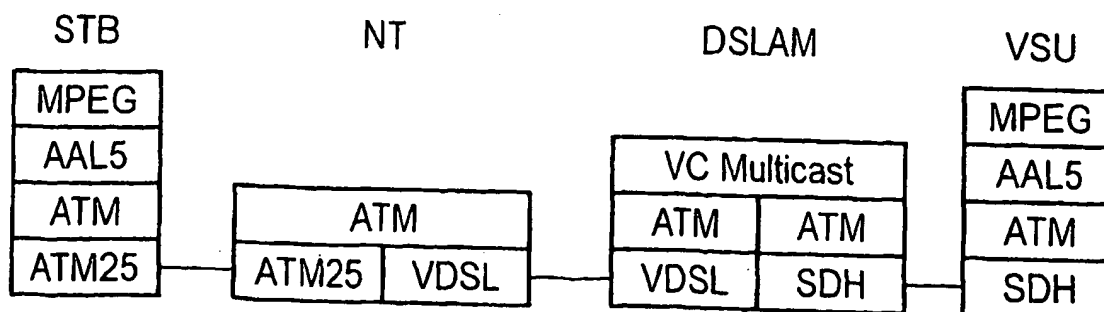 STB
NT
DSLAM
VSU
MPEG
AAL5
ATM
ATM25
ATM
ATM25 VDSL
VC Multicast
ATM ATM
VDSL SDH
MPEG
AAL5
ATM
SDH